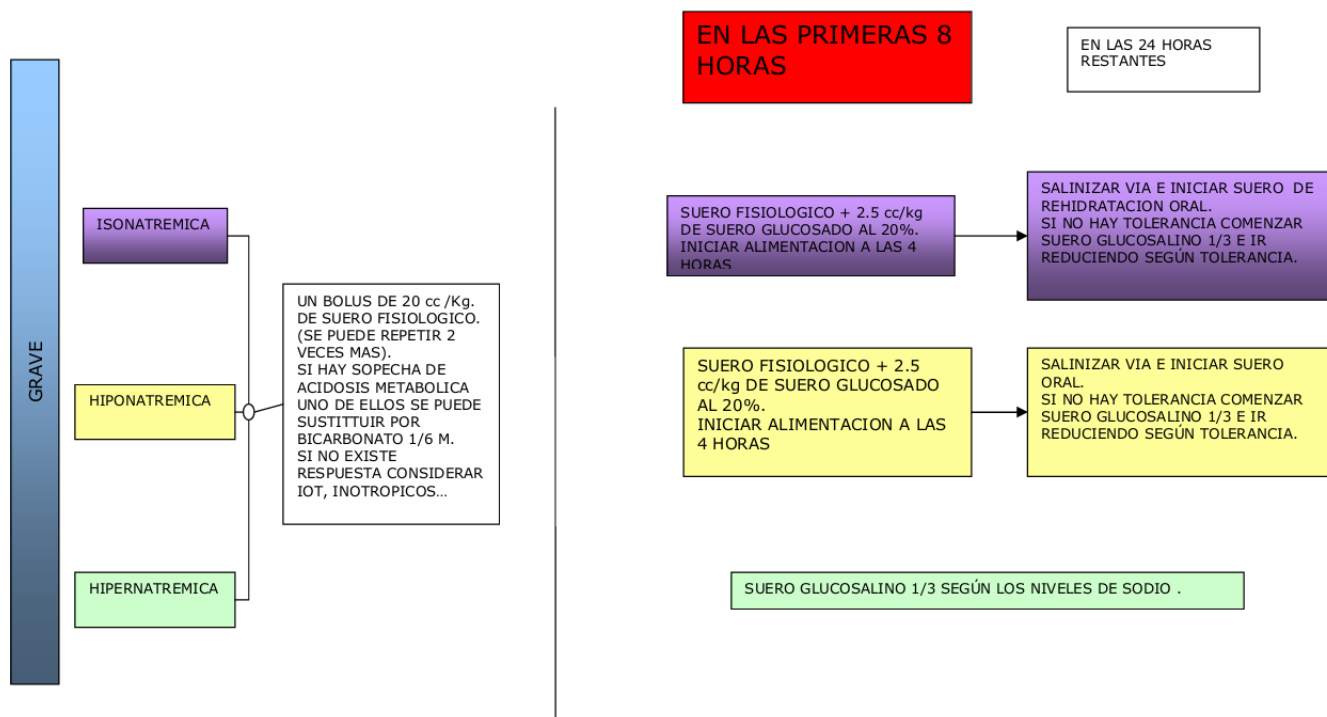 EN LAS PRIMERAS 8
HORAS
EN LAS 24 HORAS
RESTANTES
GRAVE
ISONATREMICA
HIPONATREMICA
HIPERNATREMICA
UN BOLUS DE 20 cc /Kg.
DE SUERO FISIOLOGICO.
(SE PUEDE REPETIR 2
VECES MAS).
SI HAY SOPECHA DE
ACIDOSIS METABOLICA
UNO DE ELLOS SE PUEDE
SUSTITTUIR POR
BICARBONATO 1/6 M.
SI NO EXISTE
RESPUESTA CONSIDERAR
IOT, INOTROPICOS…
SUERO FISIOLOGICO + 2.5 cc/kg
DE SUERO GLUCOSADO AL 20%.
INICIAR ALIMENTACION A LAS 4
HORAS
SALINIZAR VIA E INICIAR SUERO DE
REHIDRATACION ORAL.
SI NO HAY TOLERANCIA COMENZAR
SUERO GLUCOSALINO 1/3 E IR
REDUCIENDO SEGÚN TOLERANCIA.
SUERO FISIOLOGICO + 2.5
cc/kg DE SUERO GLUCOSADO
AL 20%.
INICIAR ALIMENTACION A LAS
4 HORAS
SALINIZAR VIA E INICIAR SUERO
ORAL.
SI NO HAY TOLERANCIA COMENZAR
SUERO GLUCOSALINO 1/3 E IR
REDUCIENDO SEGÚN TOLERANCIA.
SUERO GLUCOSALINO 1/3 SEGÚN LOS NIVELES DE SODIO .